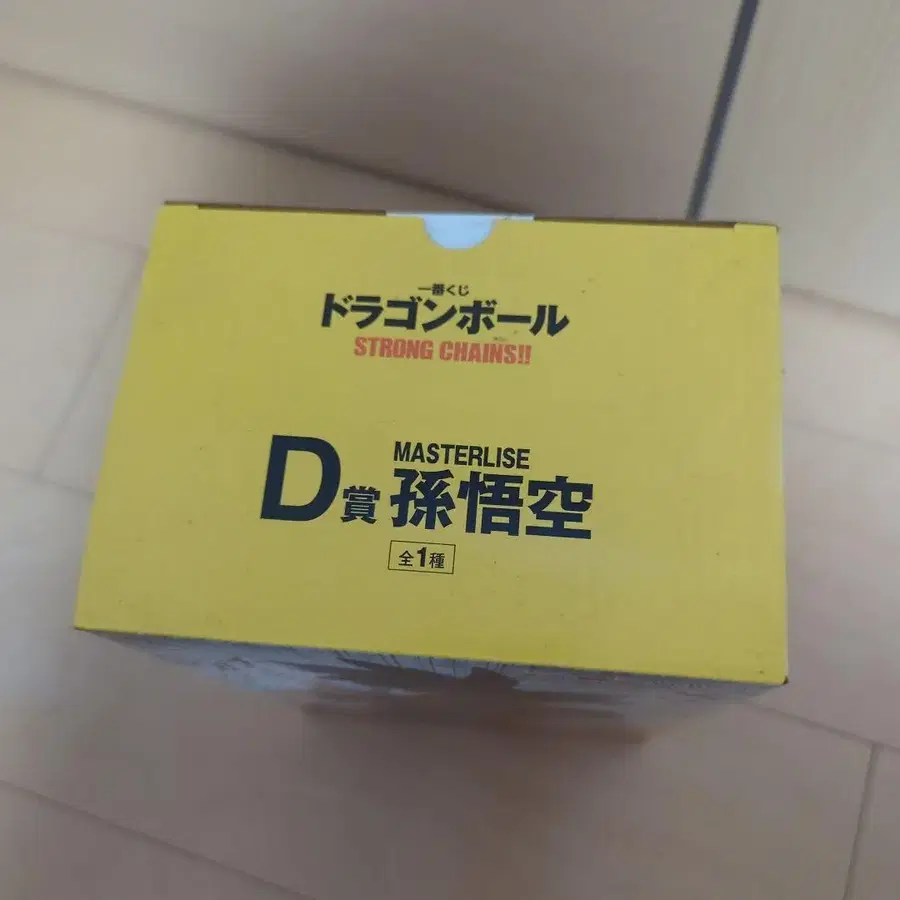 一番くじ
ドラゴンボール
STRONG CHAINS!!
MASTERLISE
D賞 孫悟空
全1種